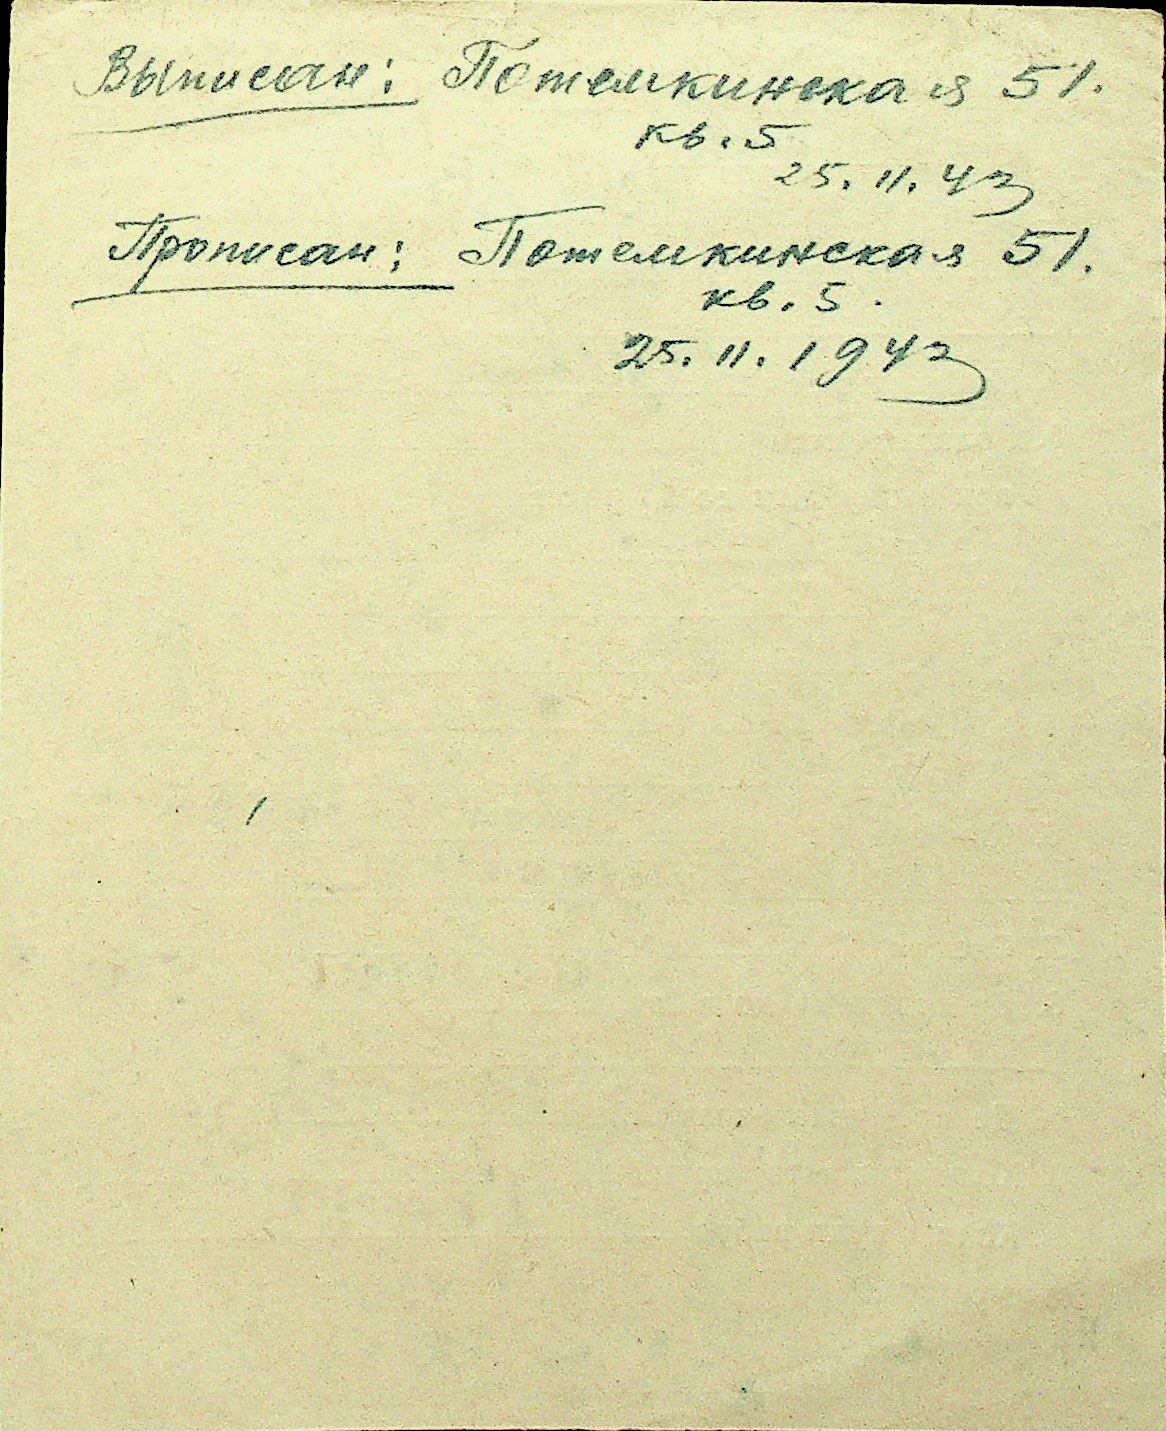 Выписан: Потемкинская 51.
кв. 5
25. 11. 43
Прописан: Потемкинская 51.
кв. 5.
25. 11. 1943